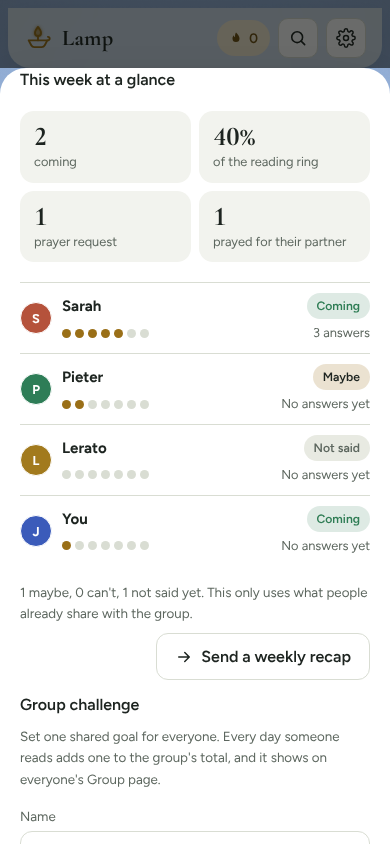 Lamp
0
This week at a glance
2
coming
40%
of the reading ring
1
prayer request
1
prayed for their partner
S
Sarah
Coming
3 answers
P
Pieter
Maybe
No answers yet
L
Lerato
Not said
No answers yet
J
You
Coming
No answers yet
1 maybe, 0 can't, 1 not said yet. This only uses what people
already share with the group.
→ Send a weekly recap
Group challenge
Set one shared goal for everyone. Every day someone
reads adds one to the group's total, and it shows on
everyone's Group page.
Name